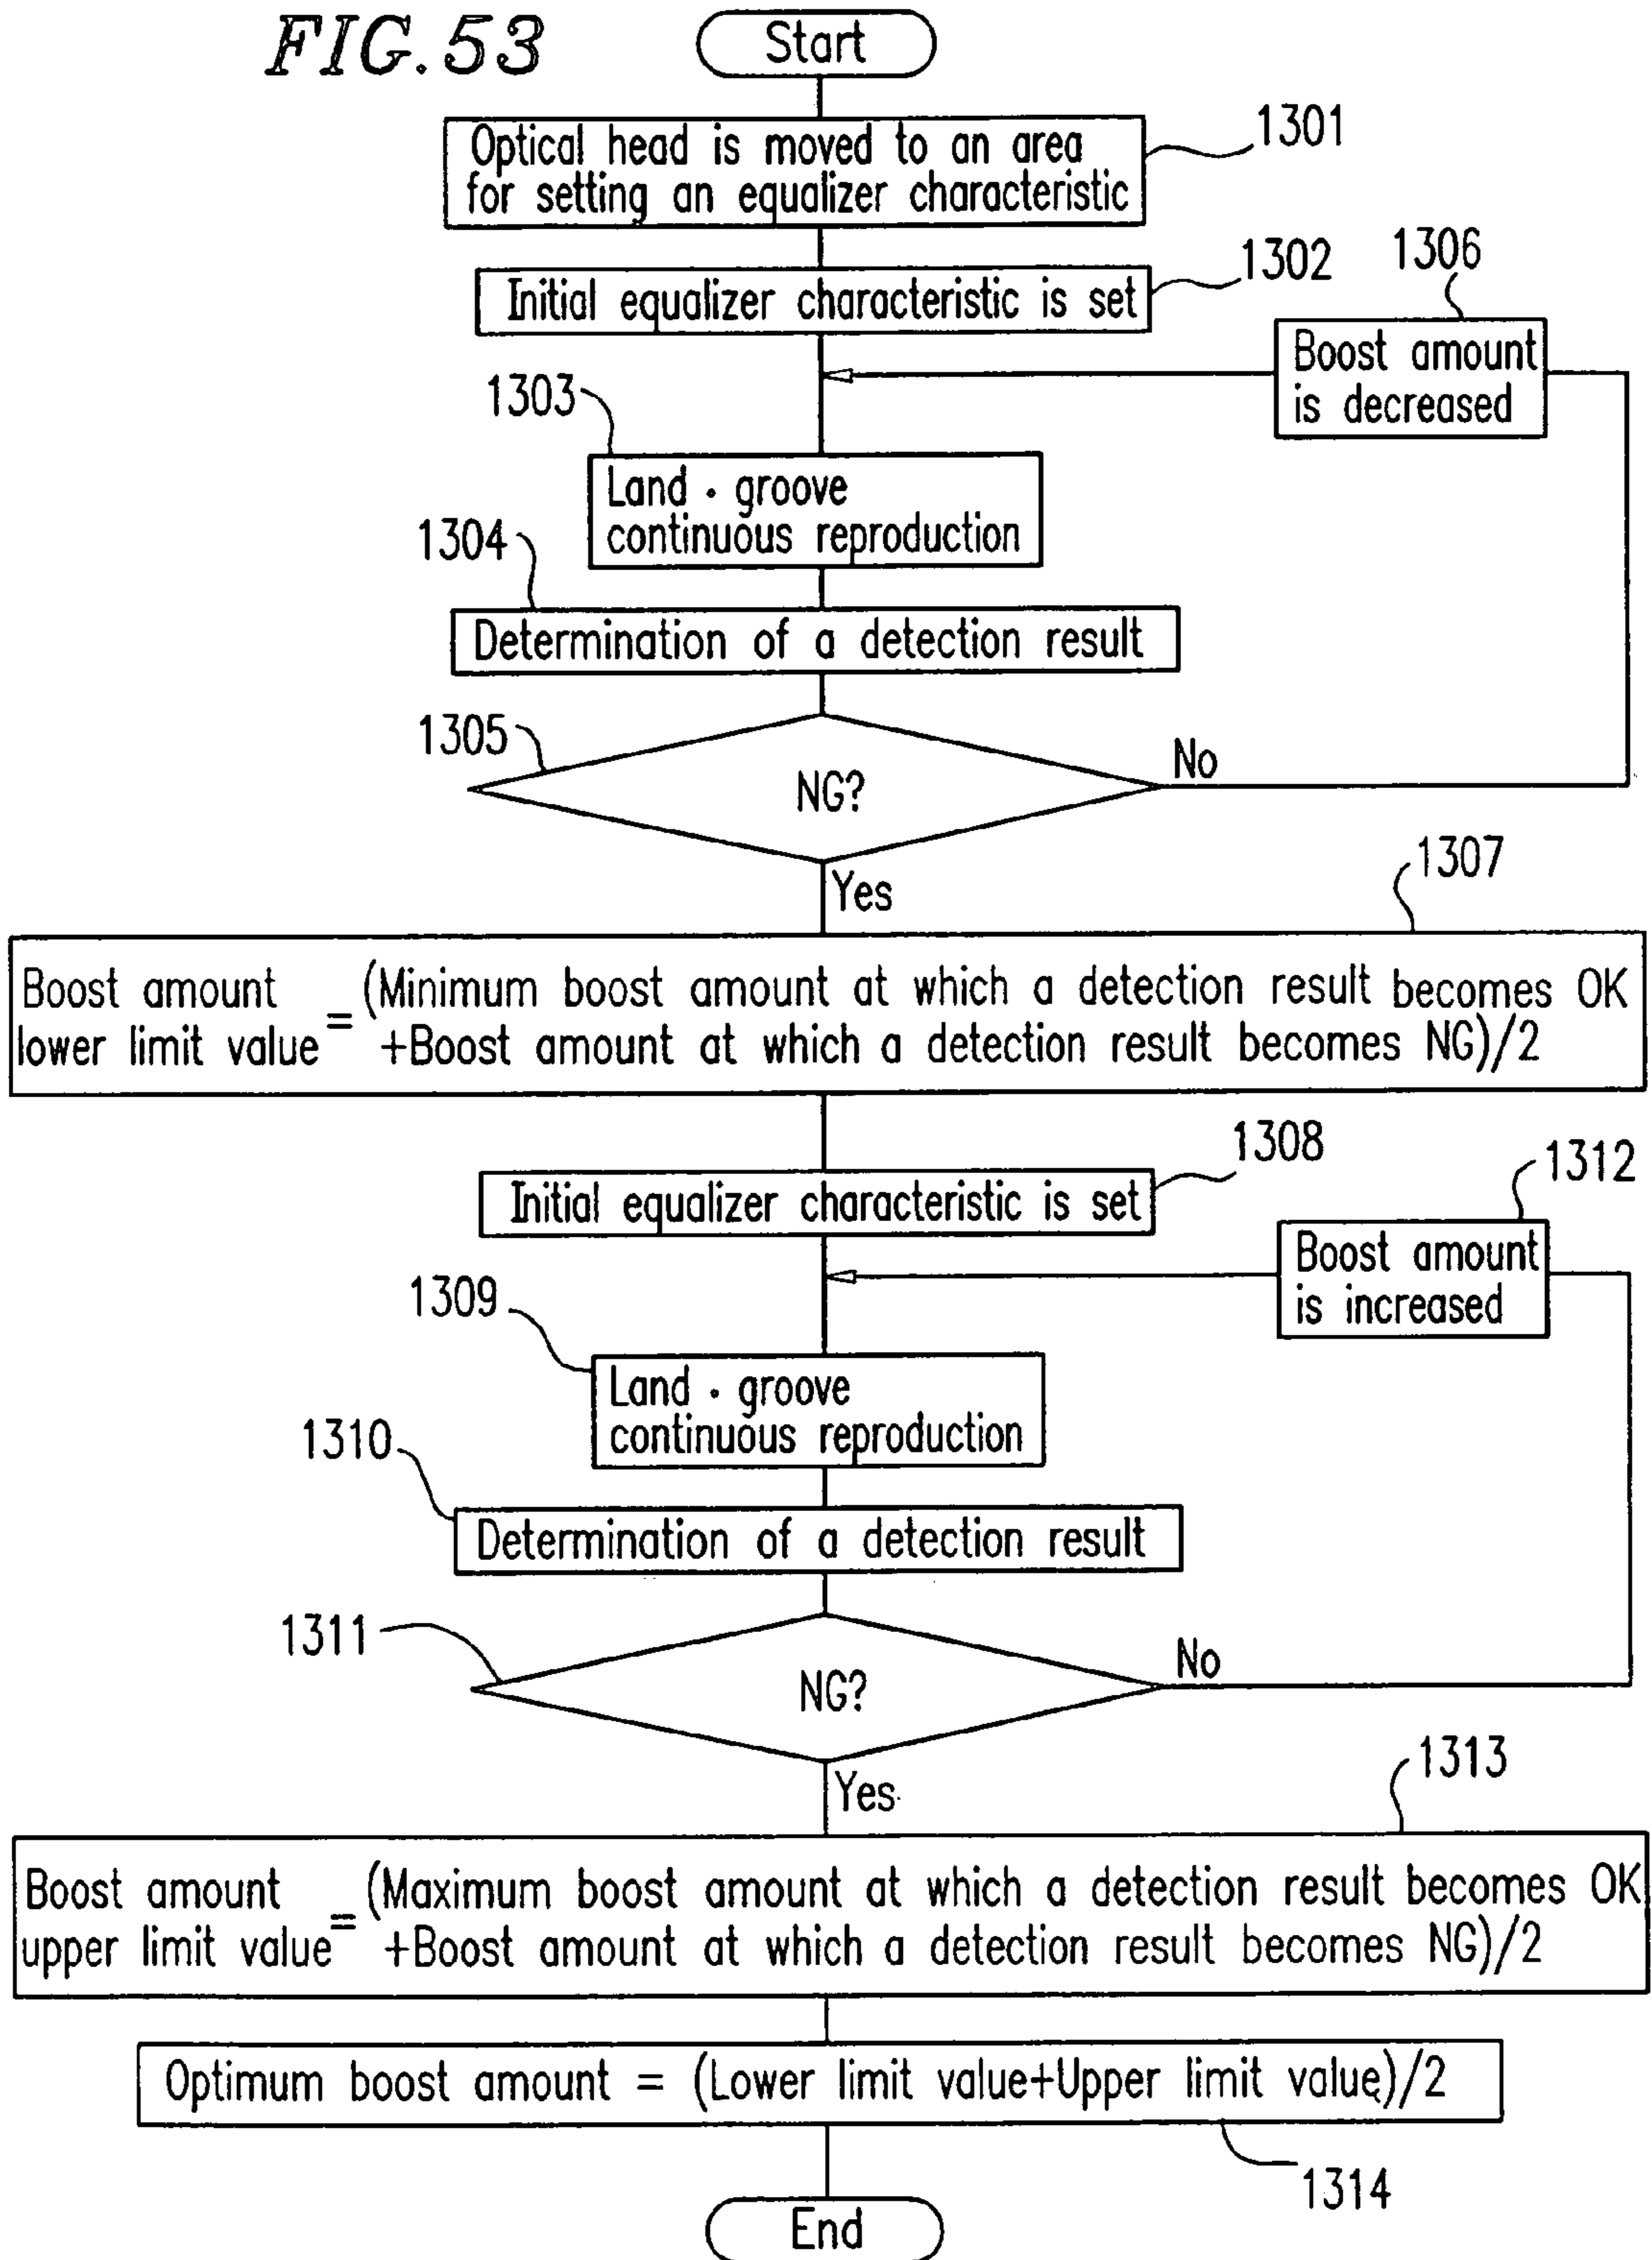 FIG.53
Start
Optical head is moved to an area
for setting an equalizer characteristic
1301
Initial equalizer characteristic is set
1302
1306
Boost amount
is decreased
1303
Land · groove
continuous reproduction
1304
Determination of a detection result
1305
NG?
No
Yes
1307
Boost amount
lower limit value
=
(Minimum boost amount at which a detection result becomes OK
+Boost amount at which a detection result becomes NG)/2
1308
Initial equalizer characteristic is set
1312
Boost amount
is increased
1309
Land · groove
continuous reproduction
1310
Determination of a detection result
1311
NG?
No
Yes
1313
Boost amount
upper limit value
=
(Maximum boost amount at which a detection result becomes OK
+Boost amount at which a detection result becomes NG)/2
Optimum boost amount = (Lower limit value+Upper limit value)/2
1314
End